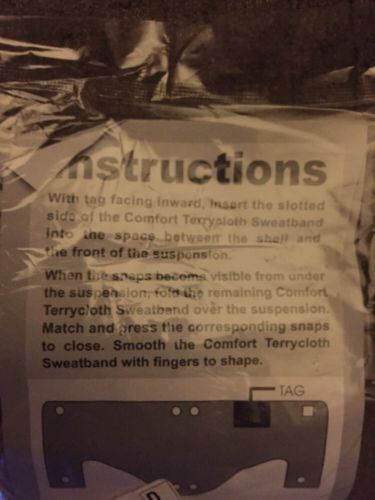 Instructions
With tag facing inward, insert the slotted
side of the Comfort Terrycloth Sweatband
into the space between the shell and
the front of the suspension.
When the snaps become visible from under
the suspension, fold the remaining Comfort
Terrycloth Sweatband over the suspension.
Match and press the corresponding snaps
to close. Smooth the Comfort Terrycloth
Sweatband with fingers to shape.
TAG